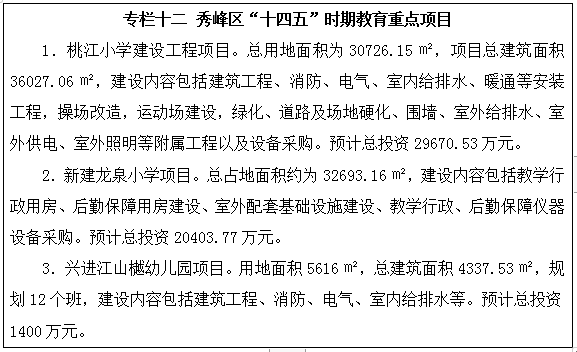 专栏十二 秀峰区“十四五”时期教育重点项目
1. 桃江小学建设工程项目。总用地面积为 30726.15 ㎡，项目总建筑面积
36027.06 ㎡，建设内容包括建筑工程、消防、电气、室内给排水、暖通等安装
工程，操场改造，运动场建设，绿化、道路及场地硬化、围墙、室外给排水、室
外供电、室外照明等附属工程以及设备采购。预计总投资 29670.53 万元。
2. 新建龙泉小学项目。总占地面积约为 32693.16 ㎡，建设内容包括教学行
政用房、后勤保障用房建设、室外配套基础设施建设、教学行政、后勤保障仪器
设备采购。预计总投资 20403.77 万元。
3. 兴进江山樾幼儿园项目。用地面积 5616 ㎡，总建筑面积 4337.53 ㎡，规
划 12 个班，建设内容包括建筑工程、消防、电气、室内给排水等。预计总投资
1400 万元。